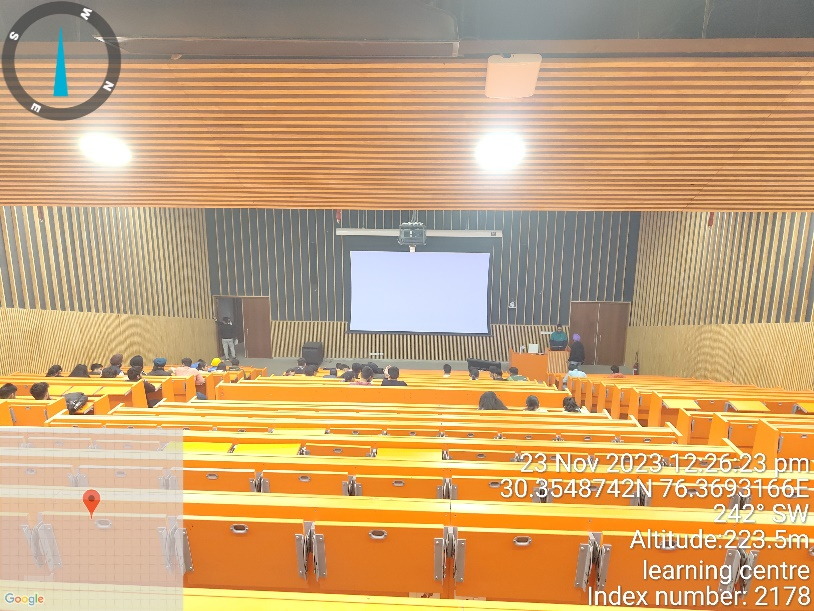 W
S
N
E
23 Nov 2023 12:26:23 pm
30.3548742N 76.3693166E
242° SW
Altitude:223.5m
learning centre
Index number: 2178
Google